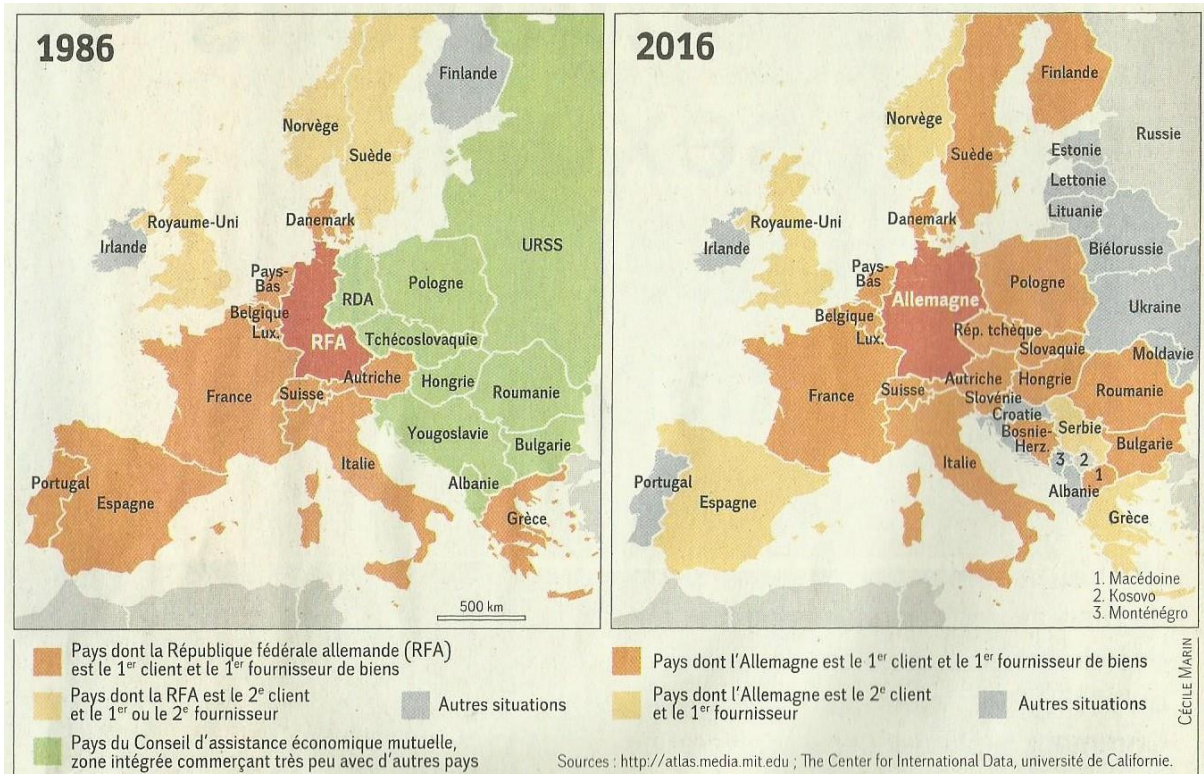 1986
Finlande
Norvège
Suède
Danemark
Royaume-Uni
Irlande
URSS
Pays-
Bas
RDA
Pologne
Belgique
Lux.
RFA
Tchécoslovaquie
Autriche
France
Suisse
Hongrie
Roumanie
Yougoslavie
Bulgarie
Italie
Portugal
Espagne
Albanie
Grèce
500 km
2016
Finlande
Norvège
Suède
Russie
Estonie
Lettonie
Lituanie
Danemark
Royaume-Uni
Irlande
Biélorussie
Pays-
Bas
Allemagne
Pologne
Belgique
Lux.
Ukraine
Rép. tchèque
Slovaquie
Moldavie
France
Suisse
Autriche
Hongrie
Slovénie
Roumanie
Croatie
Bosnie-
Herz.
Serbie
Bulgarie
Italie
3
2
1
Albanie
Portugal
Espagne
Grèce
1. Macédoine
2. Kosovo
3. Monténégro
Pays dont la République fédérale allemande (RFA)
est le 1er client et le 1er fournisseur de biens
Pays dont la RFA est le 2e client
et le 1er ou le 2e fournisseur
Autres situations
Pays du Conseil d'assistance économique mutuelle,
zone intégrée commerçant très peu avec d'autres pays
Pays dont l'Allemagne est le 1er client et le 1er fournisseur de biens
Pays dont l'Allemagne est le 2e client
et le 1er fournisseur
Autres situations
Sources : http://atlas.media.mit.edu ; The Center for International Data, université de Californie.
CÉCILE MARIN